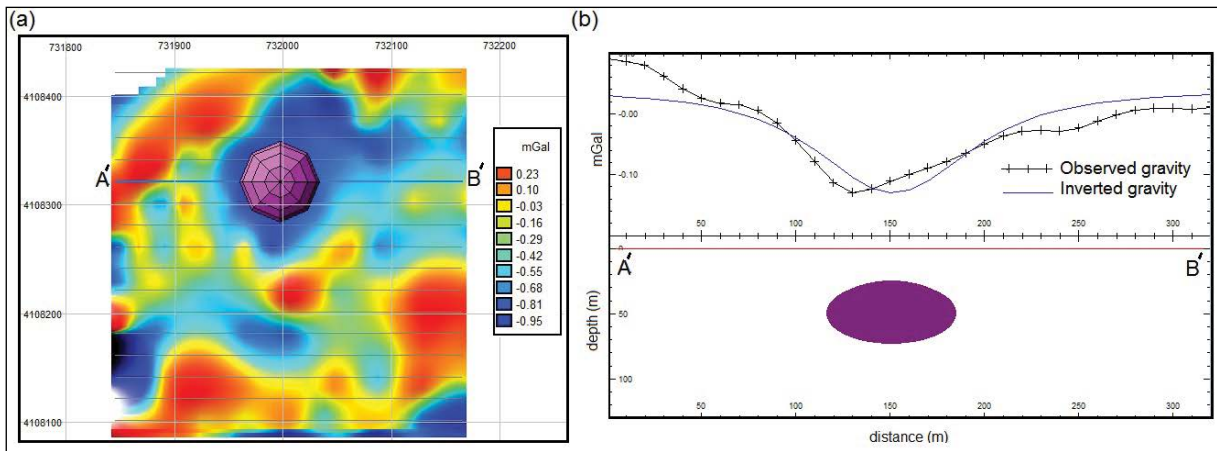 (a)
731800 731900 732000 732100 732200
4108400
4108300
4108200
4108100
A'
B'
mGal
0.23
0.10
-0.03
-0.16
-0.29
-0.42
-0.55
-0.68
-0.81
-0.95
(b)
mGal
-0.00
-0.10
Observed gravity
Inverted gravity
50 100 150 200 250 300
0
A'
B'
depth (m)
50
100
50 100 150 200 250 300
distance (m)